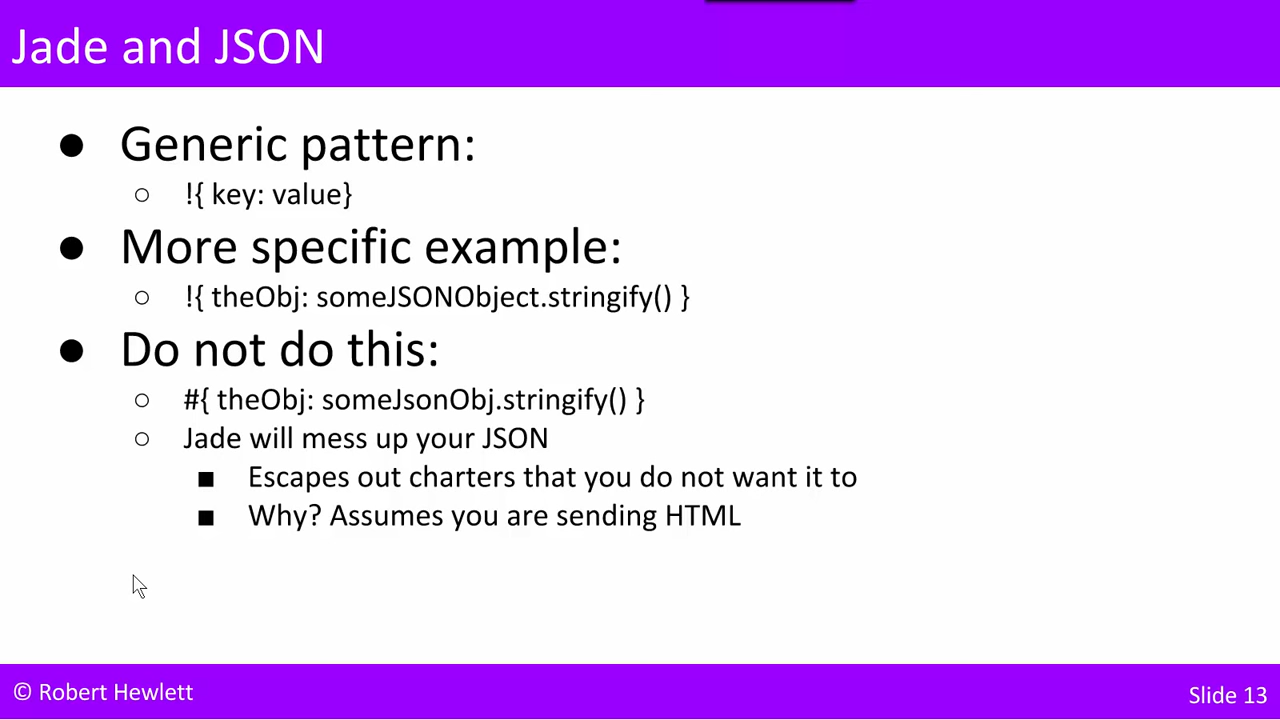 Jade and JSON
● Generic pattern:
○ !{ key: value}
● More specific example:
○ !{ theObj: someJSONObject.stringify() }
● Do not do this:
○ #{ theObj: someJsonObj.stringify() }
○ Jade will mess up your JSON
■ Escapes out charters that you do not want it to
■ Why? Assumes you are sending HTML
© Robert Hewlett
Slide 13